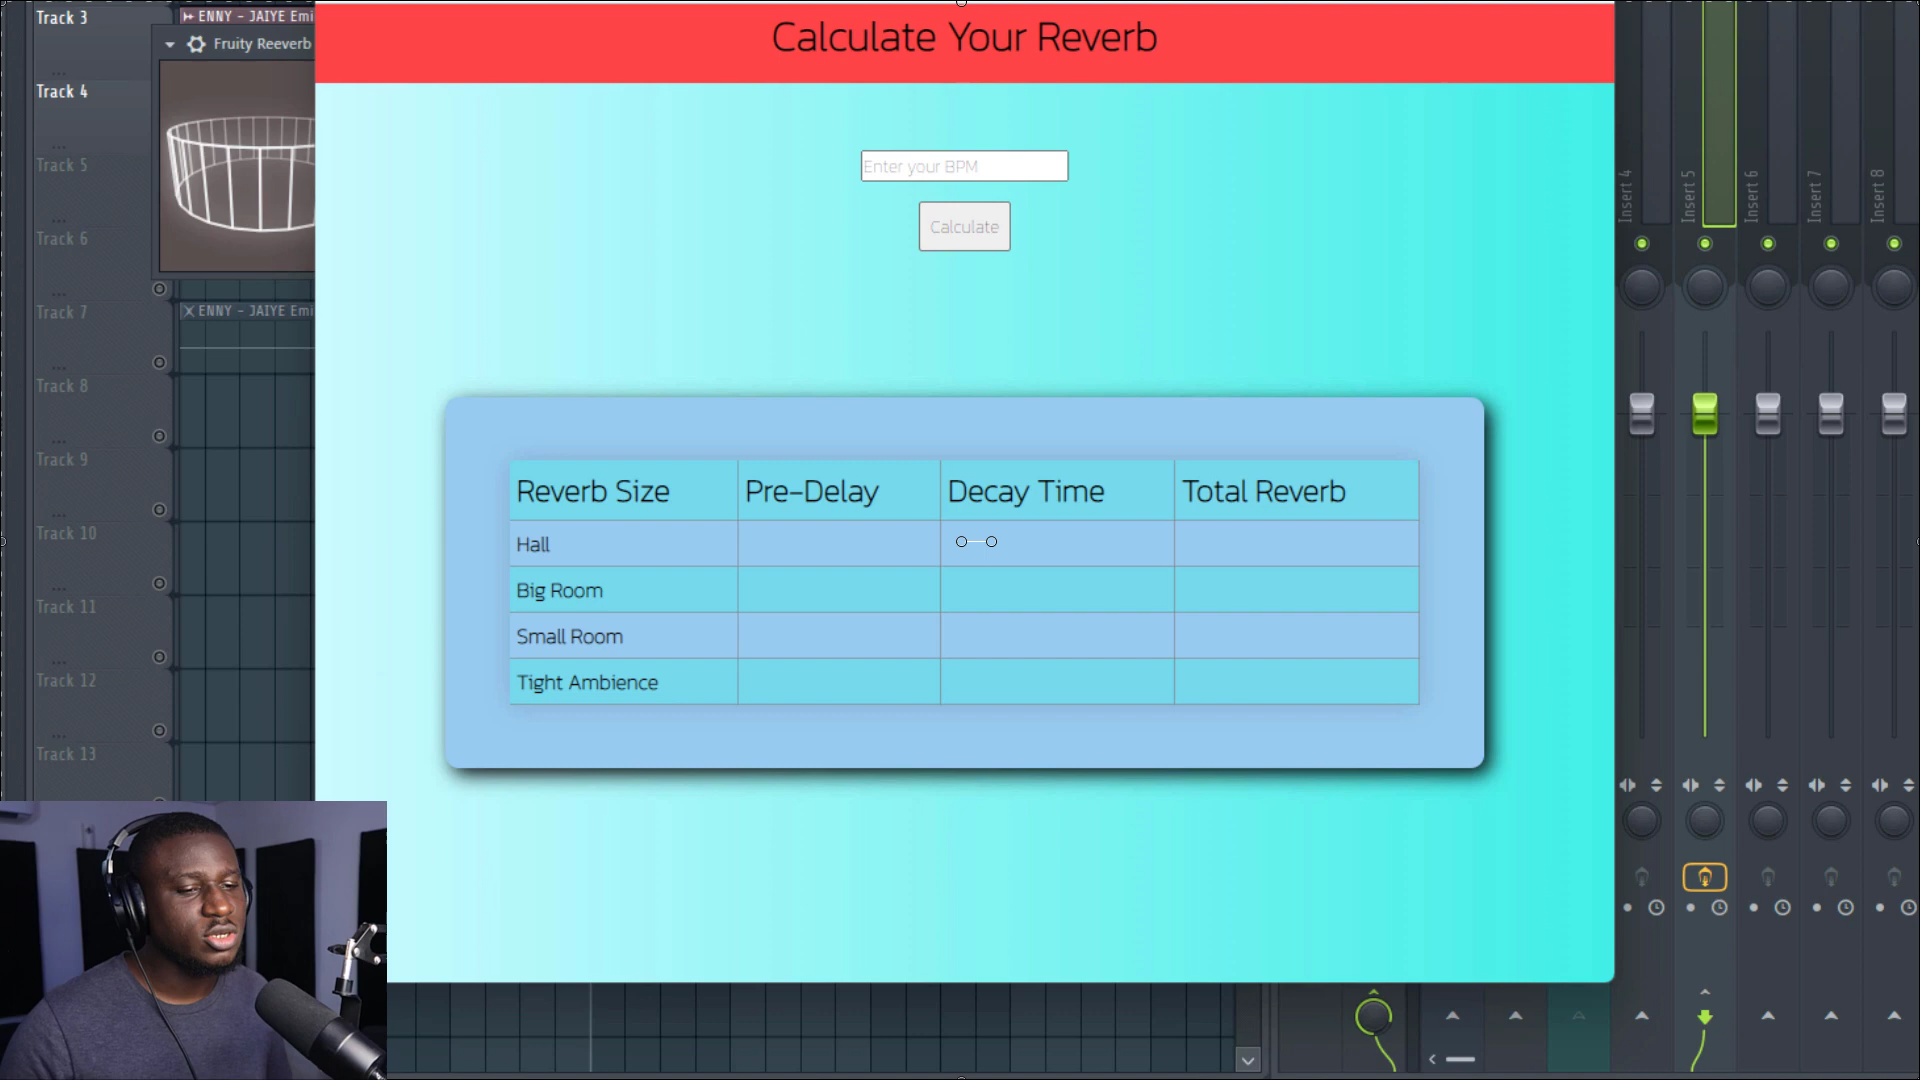 Track 3
ENNY - JAIYE Emi
Fruity Reeverb
Track 4
Track 5
Track 6
Track 7
ENNY - JAIYE Emi
Track 8
Track 9
Track 10
Track 11
Track 12
Track 13
Calculate Your Reverb
Enter your BPM
Calculate
Reverb Size Pre-Delay Decay Time Total Reverb
Hall
Big Room
Small Room
Tight Ambience
Insert 4
Insert 5
Insert 6
Insert 7
Insert 8